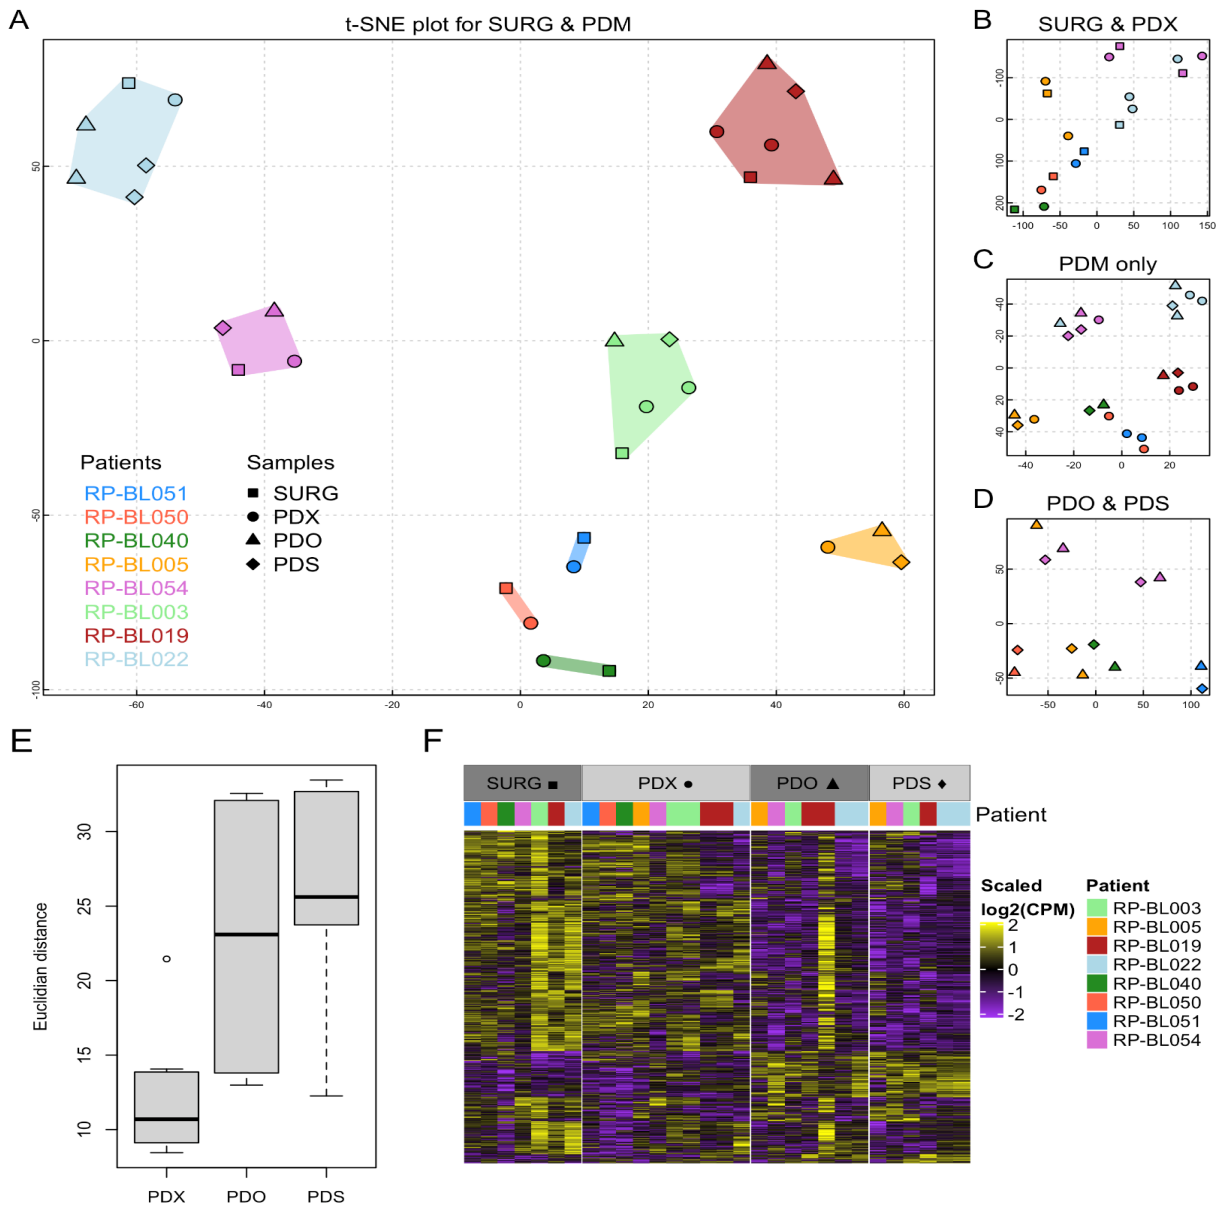 A
t-SNE plot for SURG & PDM
50
0
-50
-100
-60
-40
-20
0
20
40
60
Patients
RP-BL051
RP-BL050
RP-BL040
RP-BL005
RP-BL054
RP-BL003
RP-BL019
RP-BL022
Samples
SURG
PDX
PDO
PDS
B
SURG & PDX
-100
0
100
200
-100
-50
0
50
100
150
C
PDM only
40
20
0
20
40
-40
-20
0
20
D
PDO & PDS
50
0
-50
-50
0
50
100
E
Euclidian distance
30
25
20
15
10
PDX
PDO
PDS
F
SURG
PDX
PDO
PDS
Patient
Scaled
log2(CPM)
2
1
0
-1
-2
Patient
RP-BL003
RP-BL005
RP-BL019
RP-BL022
RP-BL040
RP-BL050
RP-BL051
RP-BL054